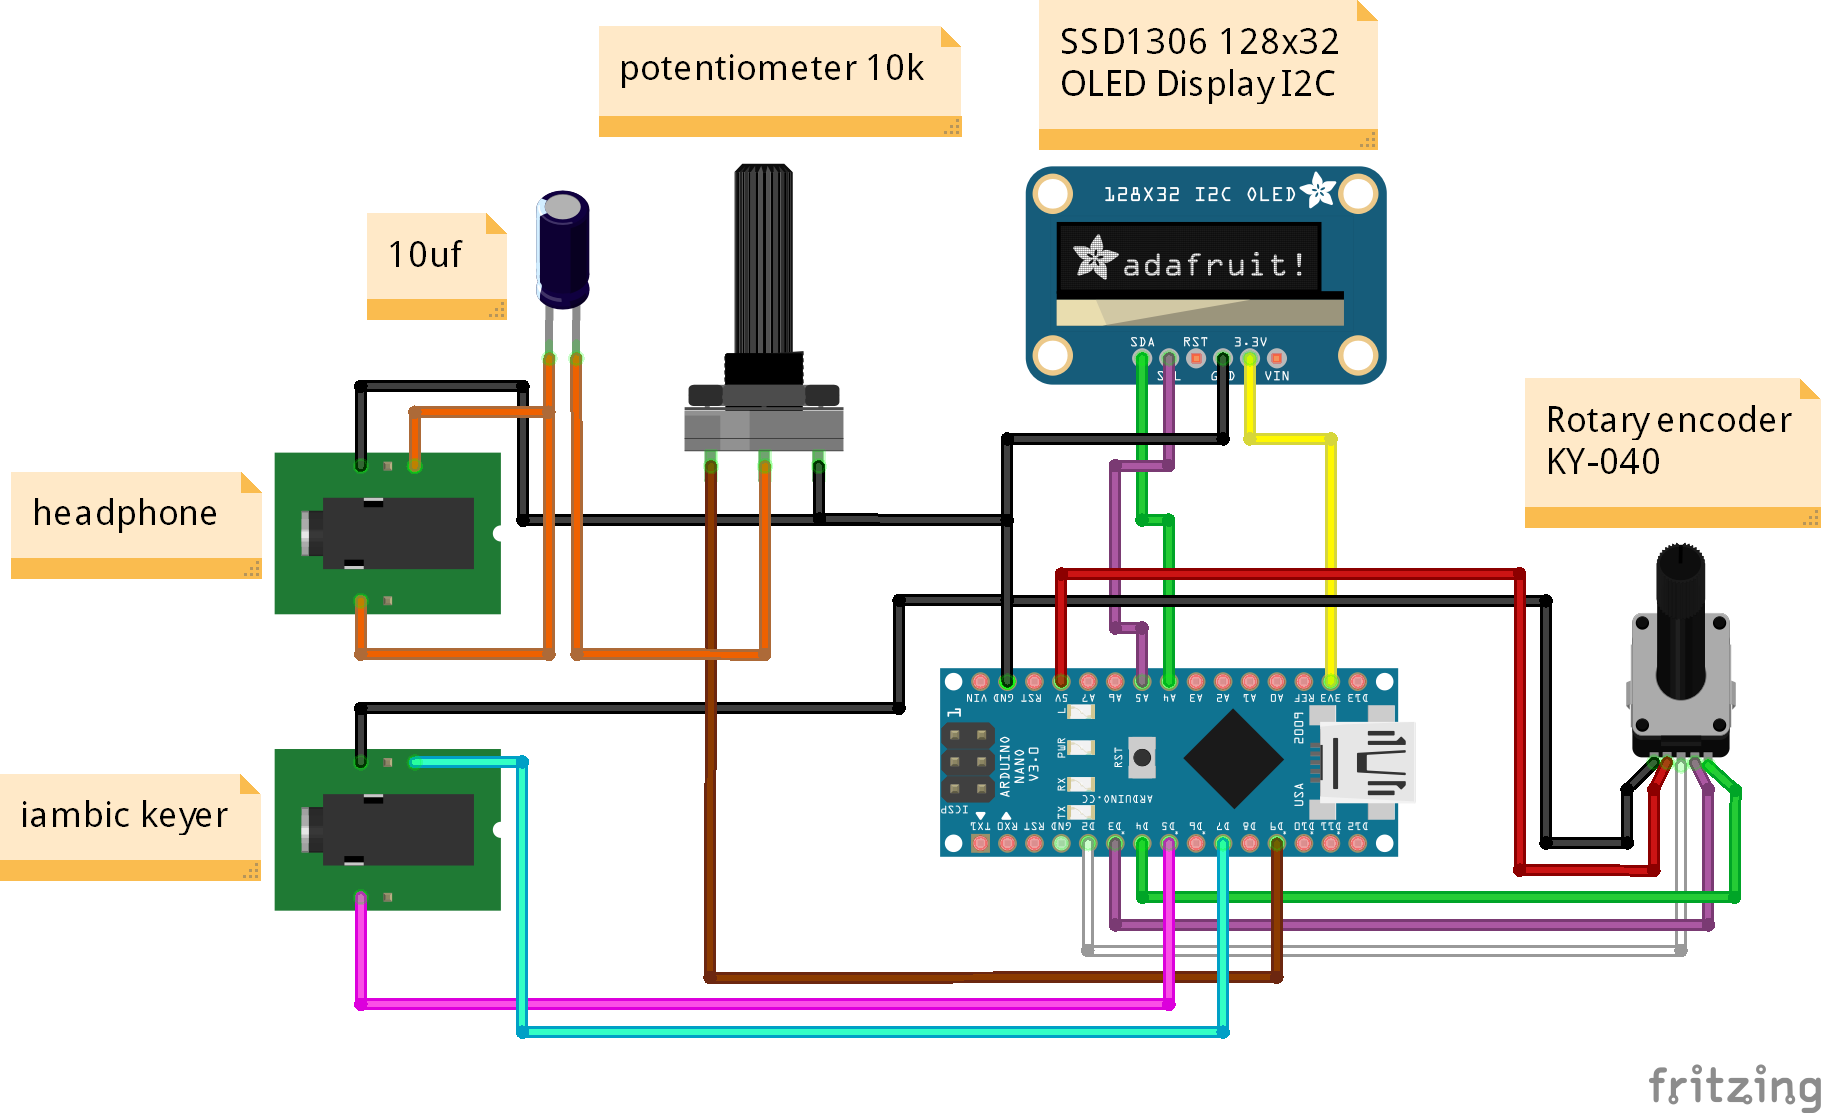 SSD1306 128x32
OLED Display I2C
potentiometer 10k
128X32 I2C OLED
10uf
adafruit!
SDA RST 3.3V
GND VIN
Rotary encoder
KY-040
headphone
VIN GND RST 5V A7 A6 A5 A4 A3 A2 A1 A0 REF 3V3 D13
1
L
PWR
RX
TX
RST
ARDUINO
NANO
V3.0
ARDUINO.CC
ICSP
USA
TX1 RX0 RST GND D2 D3 D4 D5 D6 D7 D8 D9 D10 D11 D12
iambic keyer
fritzing